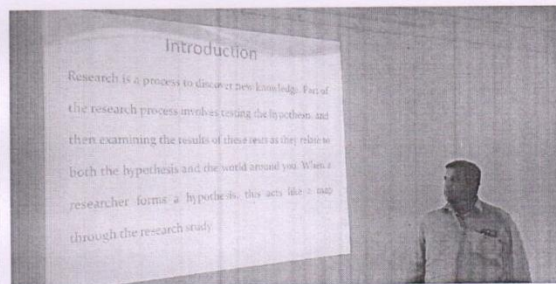 Introduction
Research is a process to discover new knowledge. Part of
the research process involves testing the hypothesis, and
then examining the results of these tests as they relate to
both the hypothesis and the world around you. When a
researcher forms a hypothesis, this acts like a map
through the research study.